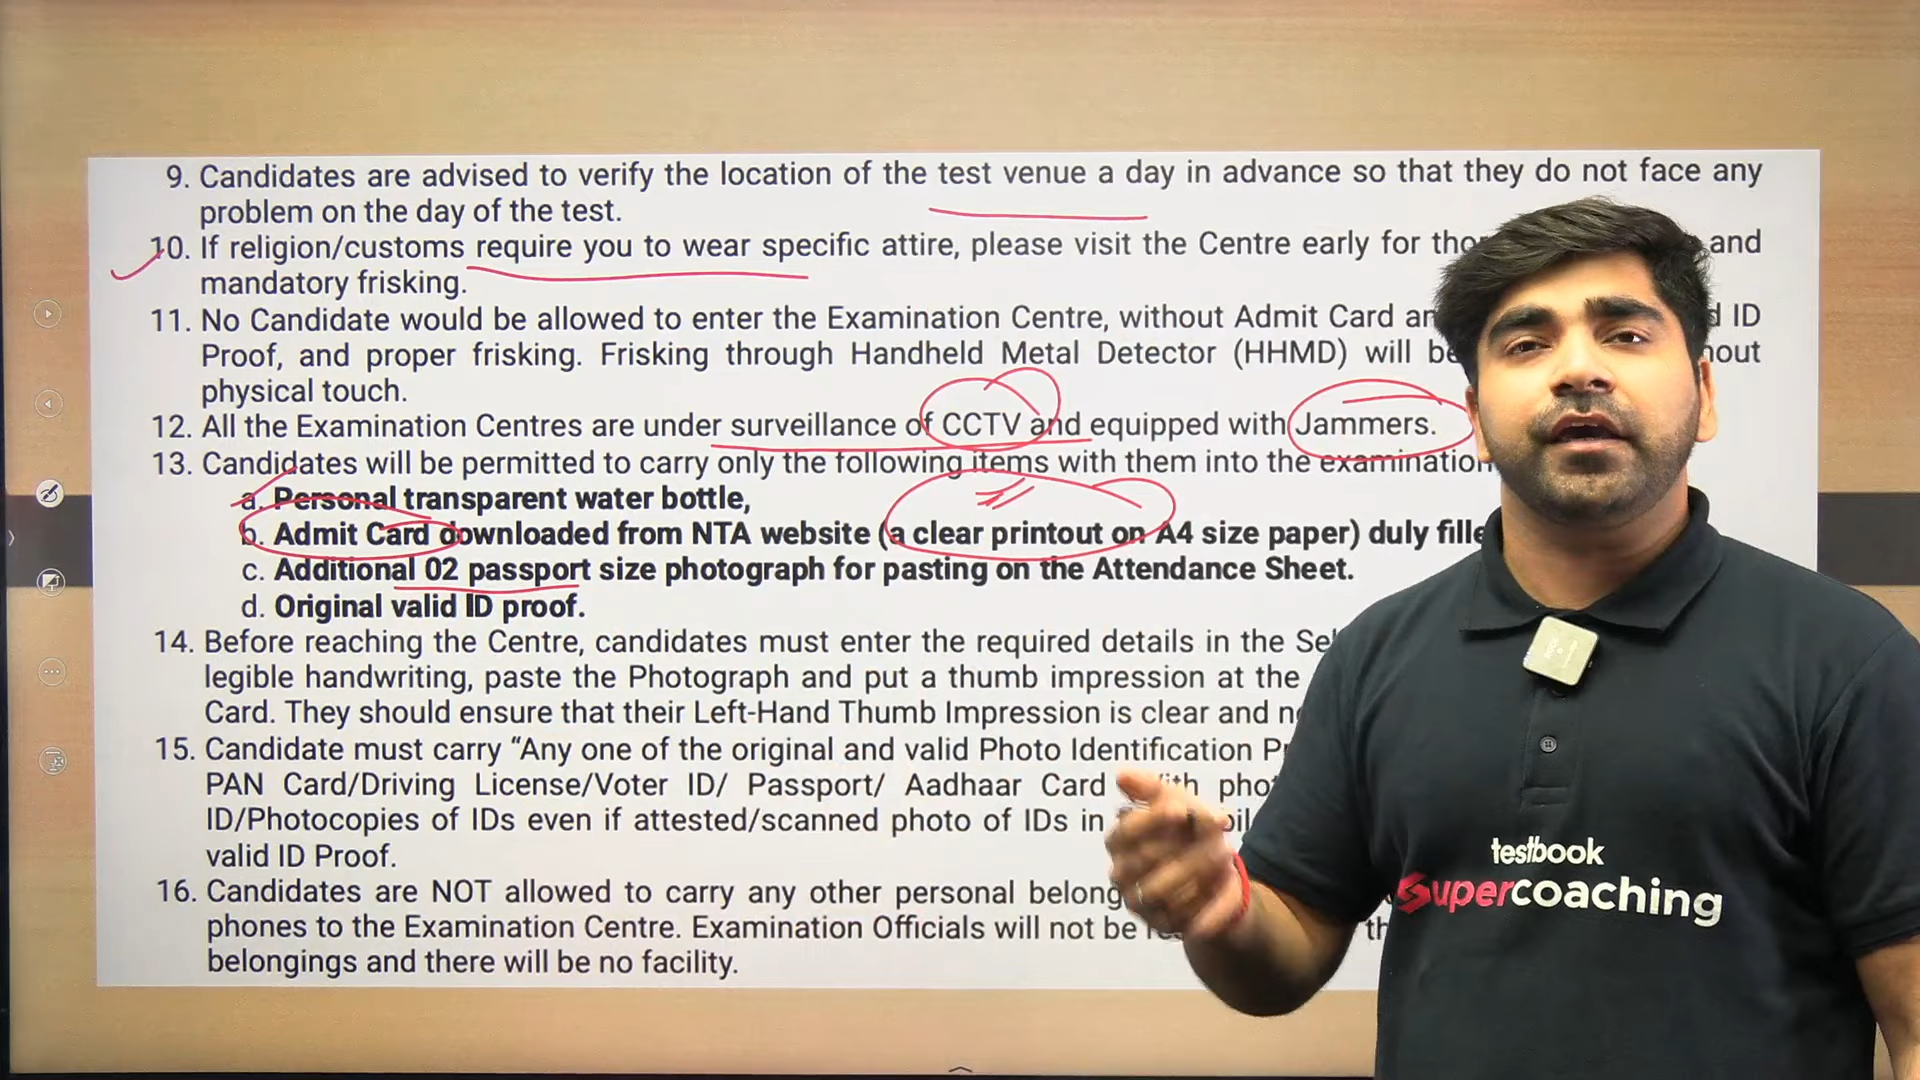 9. Candidates are advised to verify the location of the test venue a day in advance so that they do not face any
problem on the day of the test.
10. If religion/customs require you to wear specific attire, please visit the Centre early for and
mandatory frisking.
11. No Candidate would be allowed to enter the Examination Centre, without Admit Card ID
Proof, and proper frisking. Frisking through Handheld Metal Detector (HHMD) will
physical touch.
12. All the Examination Centres are under surveillance of CCTV and equipped with Jammers.
13. Candidates will be permitted to carry only the following items with them into the examination
a. Personal transparent water bottle,
b. Admit Card downloaded from NTA website (a clear printout on A4 size paper) duly
c. Additional 02 passport size photograph for pasting on the Attendance Sheet.
d. Original valid ID proof.
14. Before reaching the Centre, candidates must enter the required details in the
legible handwriting, paste the Photograph and put a thumb impression at the
Card. They should ensure that their Left-Hand Thumb Impression is clear and
15. Candidate must carry “Any one of the original and valid Photo Identification
PAN Card/Driving License/Voter ID/ Passport/ Aadhaar Card
ID/Photocopies of IDs even if attested/scanned photo of IDs in
valid ID Proof.
16. Candidates are NOT allowed to carry any other personal
phones to the Examination Centre. Examination Officials will not be
belongings and there will be no facility.
testbook
Supercoaching